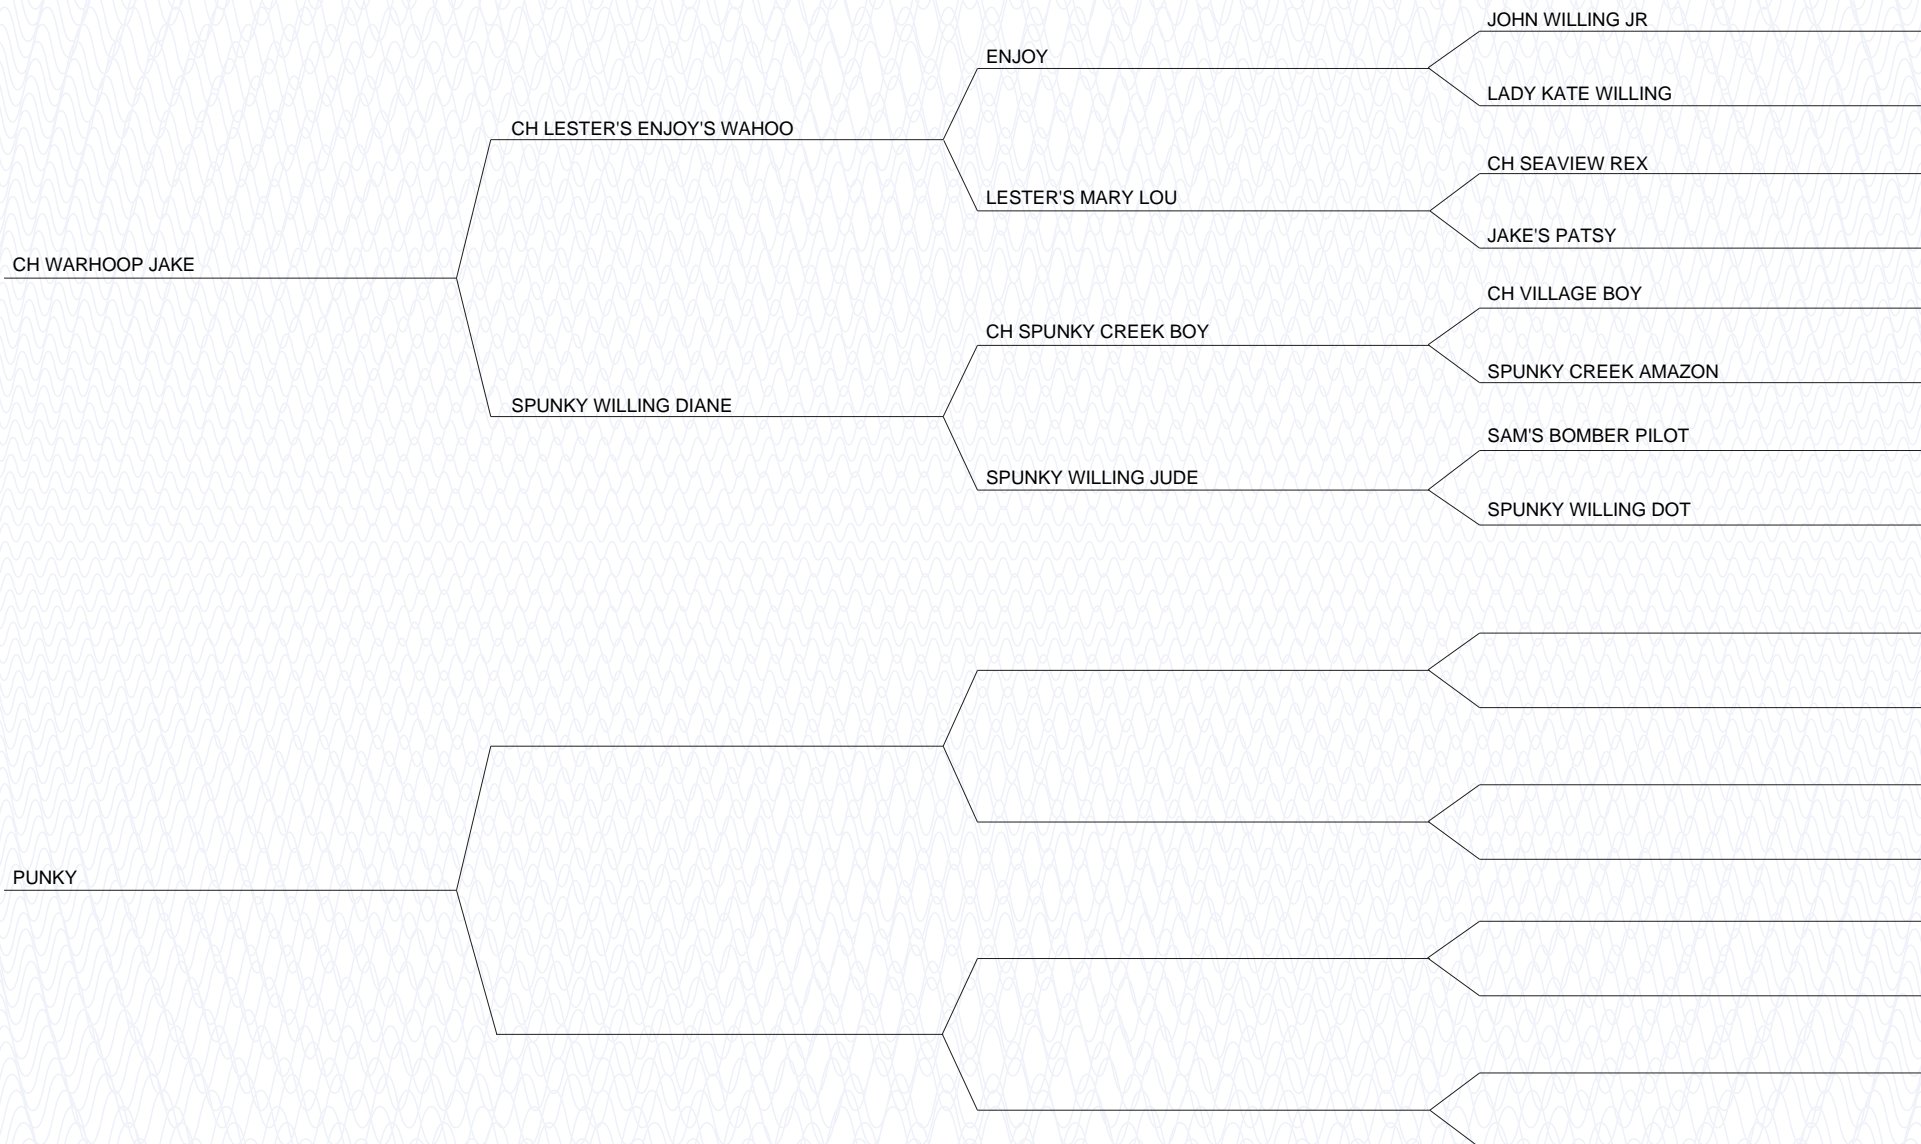 JOHN WILLING JR
ENJOY
LADY KATE WILLING
CH LESTER'S ENJOY'S WAHOO
CH SEAVIEW REX
LESTER'S MARY LOU
JAKE'S PATSY
CH WARHOOP JAKE
CH VILLAGE BOY
CH SPUNKY CREEK BOY
SPUNKY CREEK AMAZON
SPUNKY WILLING DIANE
SAM'S BOMBER PILOT
SPUNKY WILLING JUDE
SPUNKY WILLING DOT
PUNKY